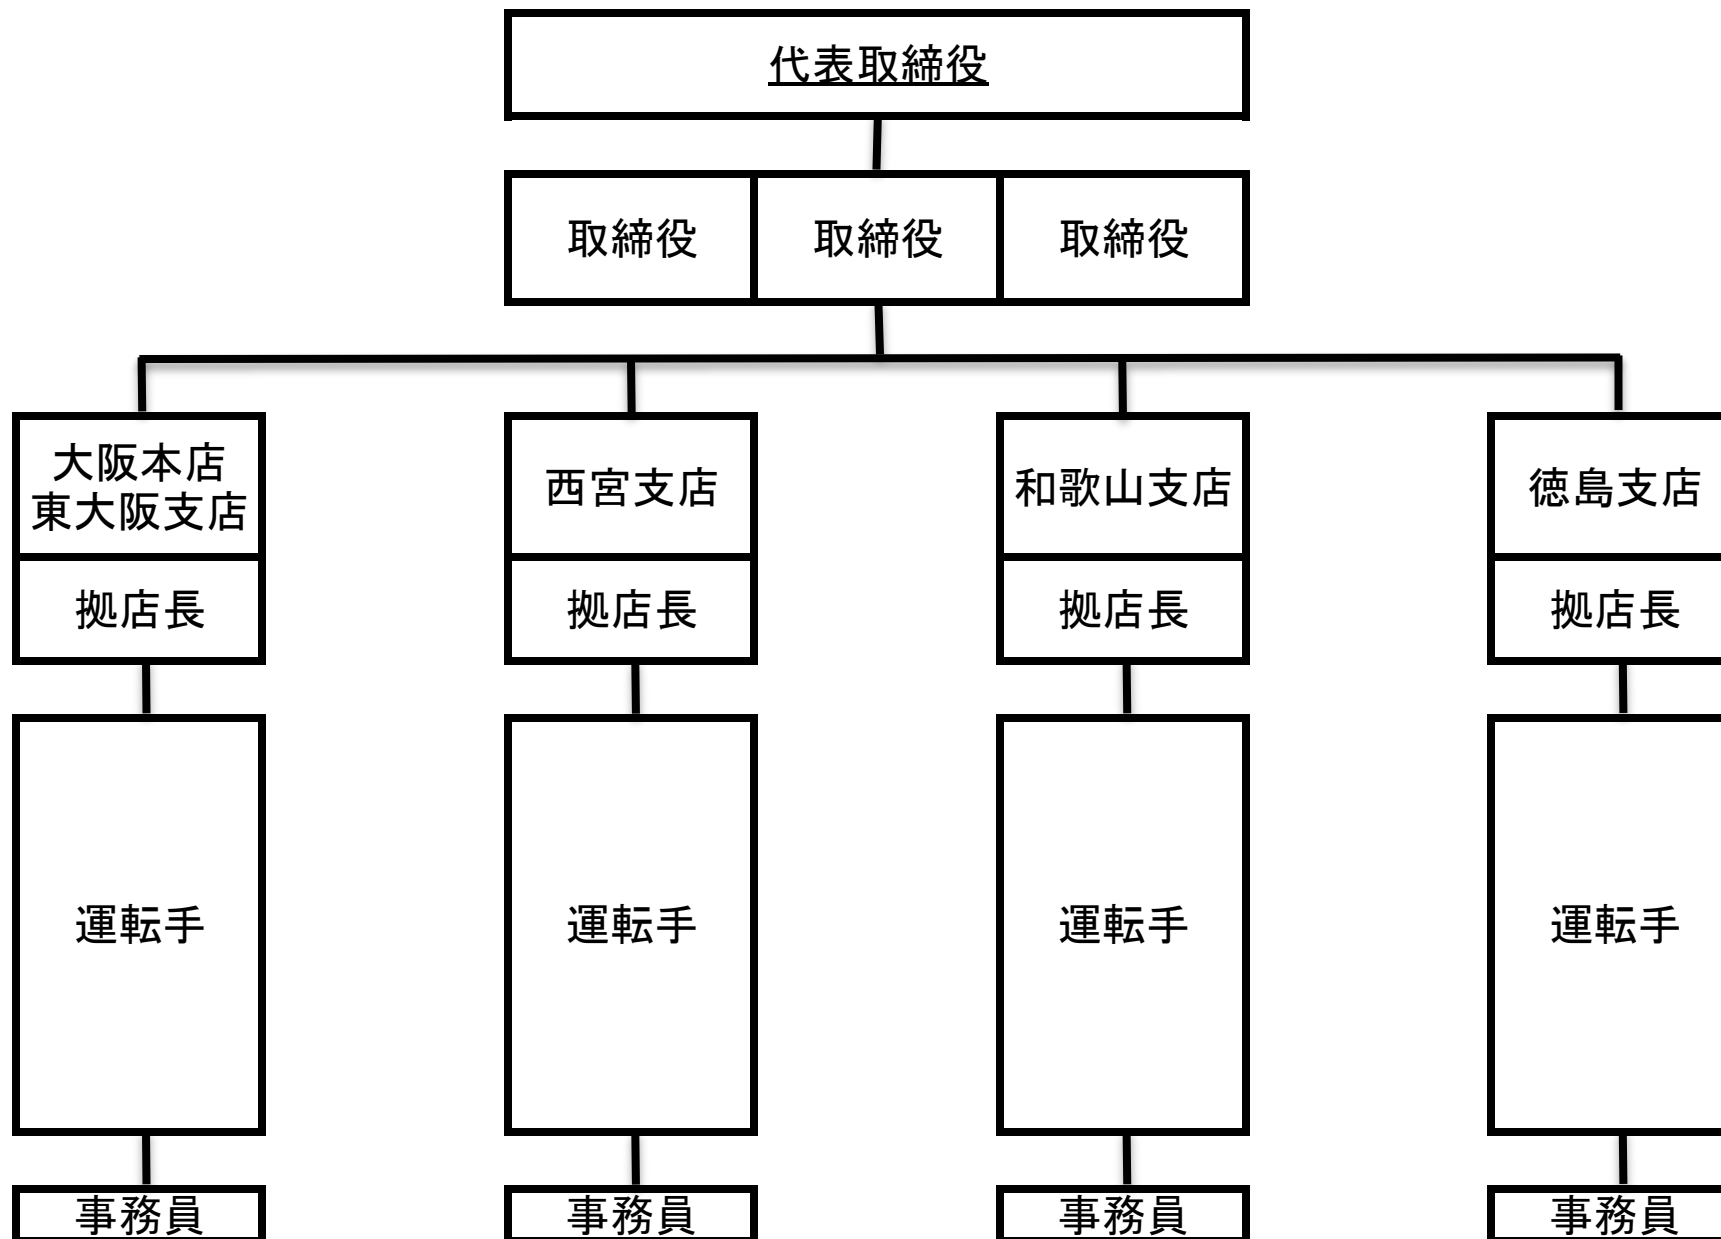 代表取締役
取締役 取締役 取締役
大阪本店
東大阪支店
西宮支店
和歌山支店
徳島支店
拠店長 拠店長 拠店長 拠店長
運転手 運転手 運転手 運転手
事務員 事務員 事務員 事務員